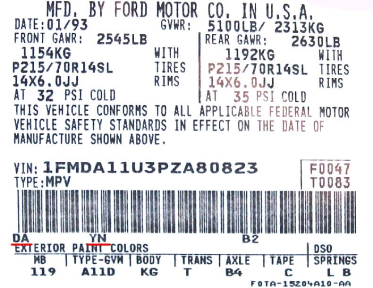 MFD. BY FORD MOTOR CO. IN U.S.A.
DATE: 01/93 GVWR: 5100LB/ 2313KG
FRONT GAWR: 2545LB REAR GAWR: 2630LB
1154KG WITH 1192KG WITH
P215/70R14SL TIRES P215/70R14SL TIRES
14X6.0JJ RIMS 14X6.0JJ RIMS
AT 32 PSI COLD AT 35 PSI COLD
THIS VEHICLE CONFORMS TO ALL APPLICABLE FEDERAL MOTOR
VEHICLE SAFETY STANDARDS IN EFFECT ON THE DATE OF
MANUFACTURE SHOWN ABOVE.
VIN: 1FMDA11U3PZA80823 F0047
TYPE: MPV T0083
DA YN B2
EXTERIOR PAINT COLORS DSO
MB TYPE-GVM BODY TRANS AXLE TAPE SPRINGS
119 A11D KG T B4 C L B
F0TA-15204A10-AA